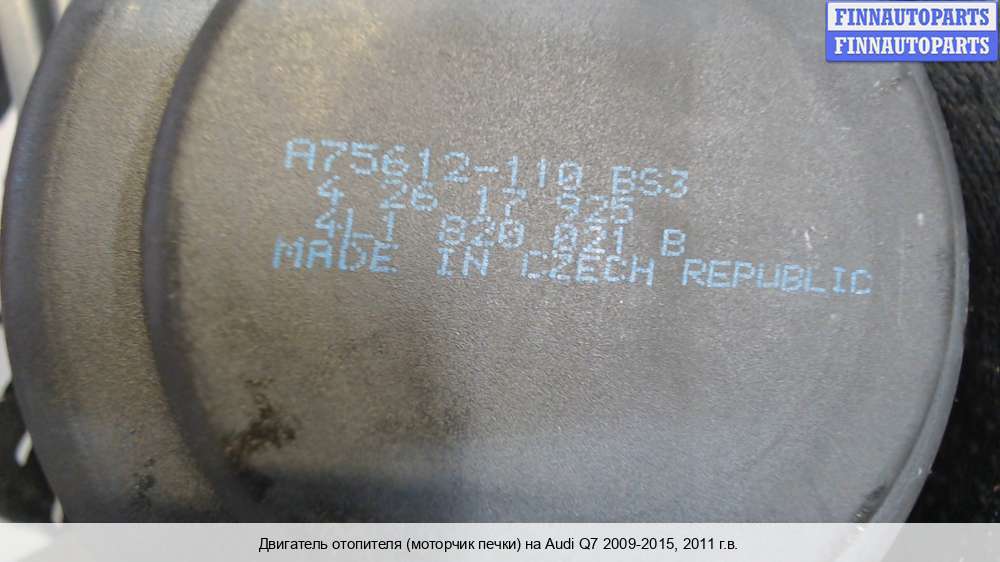 FINNAUTOPARTS
FINNAUTOPARTS
A75612-110 BS3
4 26 17 925
4L1 820 021 B
MADE IN CZECH REPUBLIC
Двигатель отопителя (моторчик печки) на Audi Q7 2009-2015, 2011 г.в.